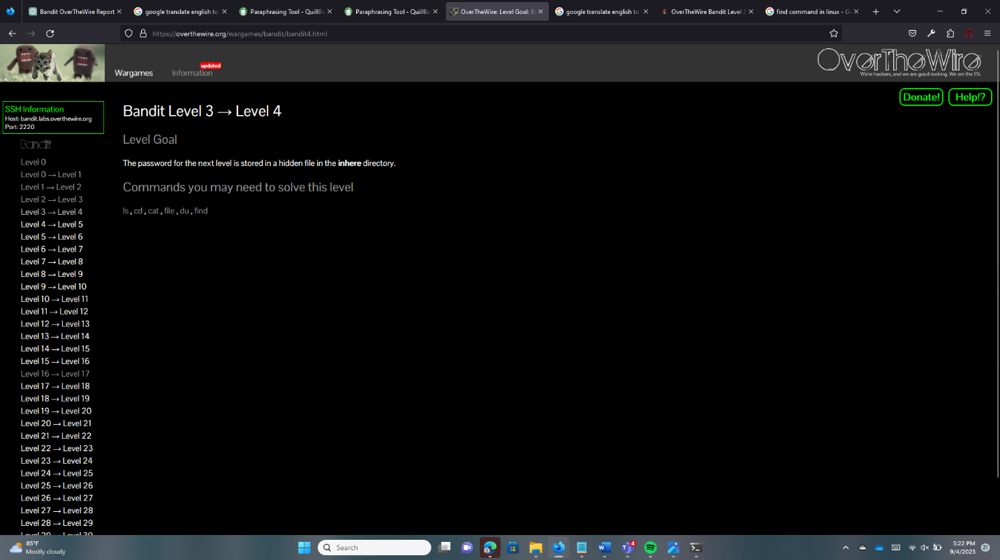 Bandit OverTheWire Report
google translate english to
Paraphrasing Tool - QuillBo
Paraphrasing Tool - QuillBo
OverTheWire: Level Goal: Ba
google translate english to
OverTheWire Bandit Level 3
find command in linux - Go
https://overthewire.org/wargames/bandit/bandit4.html
Wargames
updated
Information
OverTheWire
We're hackers, and we are good-looking. We are the 1%.
Donate!
Help!?
SSH Information
Host: bandit.labs.overthewire.org
Port: 2220
Bandit
Level 0
Level 0 → Level 1
Level 1 → Level 2
Level 2 → Level 3
Level 3 → Level 4
Level 4 → Level 5
Level 5 → Level 6
Level 6 → Level 7
Level 7 → Level 8
Level 8 → Level 9
Level 9 → Level 10
Level 10 → Level 11
Level 11 → Level 12
Level 12 → Level 13
Level 13 → Level 14
Level 14 → Level 15
Level 15 → Level 16
Level 16 → Level 17
Level 17 → Level 18
Level 18 → Level 19
Level 19 → Level 20
Level 20 → Level 21
Level 21 → Level 22
Level 22 → Level 23
Level 23 → Level 24
Level 24 → Level 25
Level 25 → Level 26
Level 26 → Level 27
Level 27 → Level 28
Level 28 → Level 29
Level 29 → Level 30
Bandit Level 3 → Level 4
Level Goal
The password for the next level is stored in a hidden file in the inhere directory.
Commands you may need to solve this level
ls , cd , cat , file , du , find
85°F
Mostly cloudy
Search
4
5:22 PM
9/4/2023